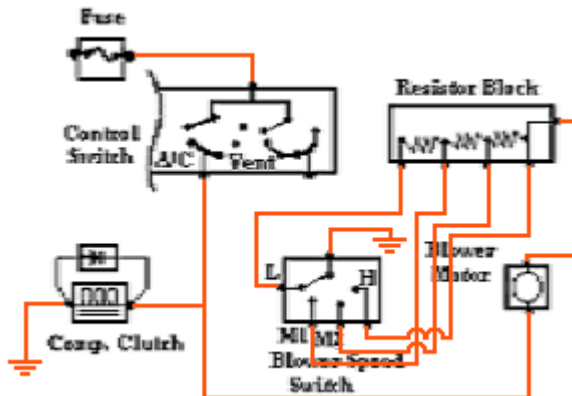 Fuse
Resistor Block
Control
Switch
A/C
Vent
Blower
Motor
L
H
M1 M2
Blower Speed
Switch
Comp. Clutch